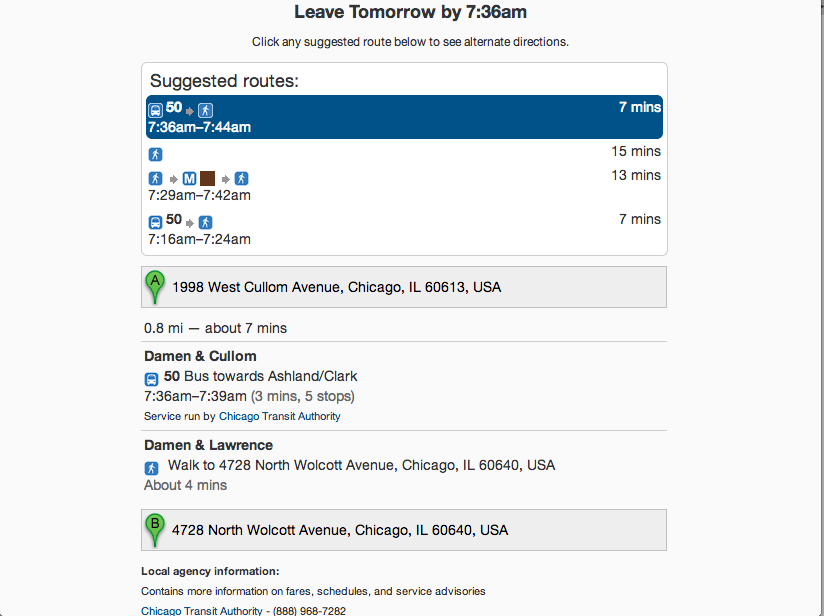 Leave Tomorrow by 7:36am
Click any suggested route below to see alternate directions.
Suggested routes:
50 7 mins
7:36am–7:44am
15 mins
M 13 mins
7:29am–7:42am
50 7 mins
7:16am–7:24am
A 1998 West Cullom Avenue, Chicago, IL 60613, USA
0.8 mi — about 7 mins
Damen & Cullom
50 Bus towards Ashland/Clark
7:36am–7:39am (3 mins, 5 stops)
Service run by Chicago Transit Authority
Damen & Lawrence
Walk to 4728 North Wolcott Avenue, Chicago, IL 60640, USA
About 4 mins
B 4728 North Wolcott Avenue, Chicago, IL 60640, USA
Local agency information:
Contains more information on fares, schedules, and service advisories
Chicago Transit Authority - (888) 968-7282